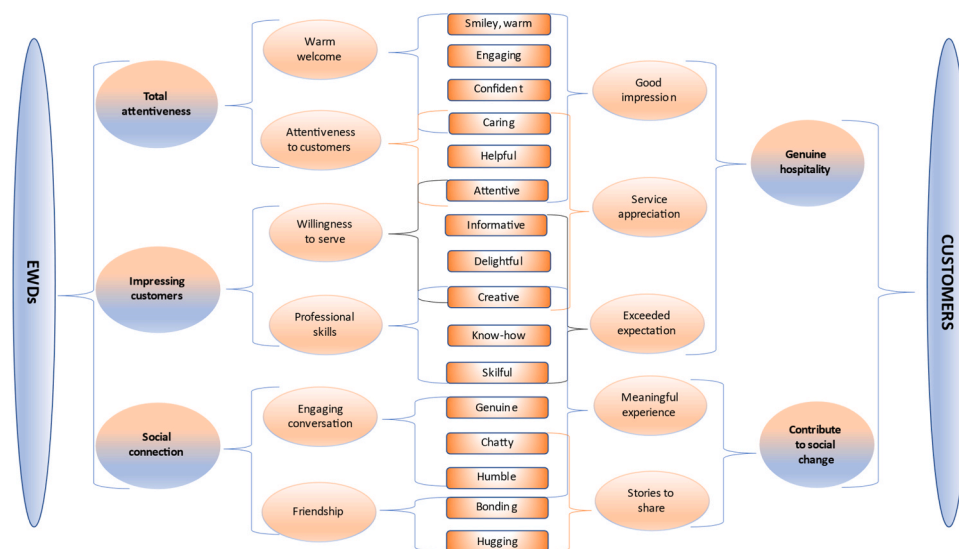 EWDs
Total
attentiveness
Impressing
customers
Social
connection
Warm
welcome
Attentiveness
to customers
Willingness
to serve
Professional
skills
Engaging
conversation
Friendship
Smiley, warm
Engaging
Confident
Caring
Helpful
Attentive
Informative
Delightful
Creative
Know-how
Skilful
Genuine
Chatty
Humble
Bonding
Hugging
Good
impression
Service
appreciation
Exceeded
expectation
Meaningful
experience
Stories to
share
Genuine
hospitality
Contribute
to social
change
CUSTOMERS